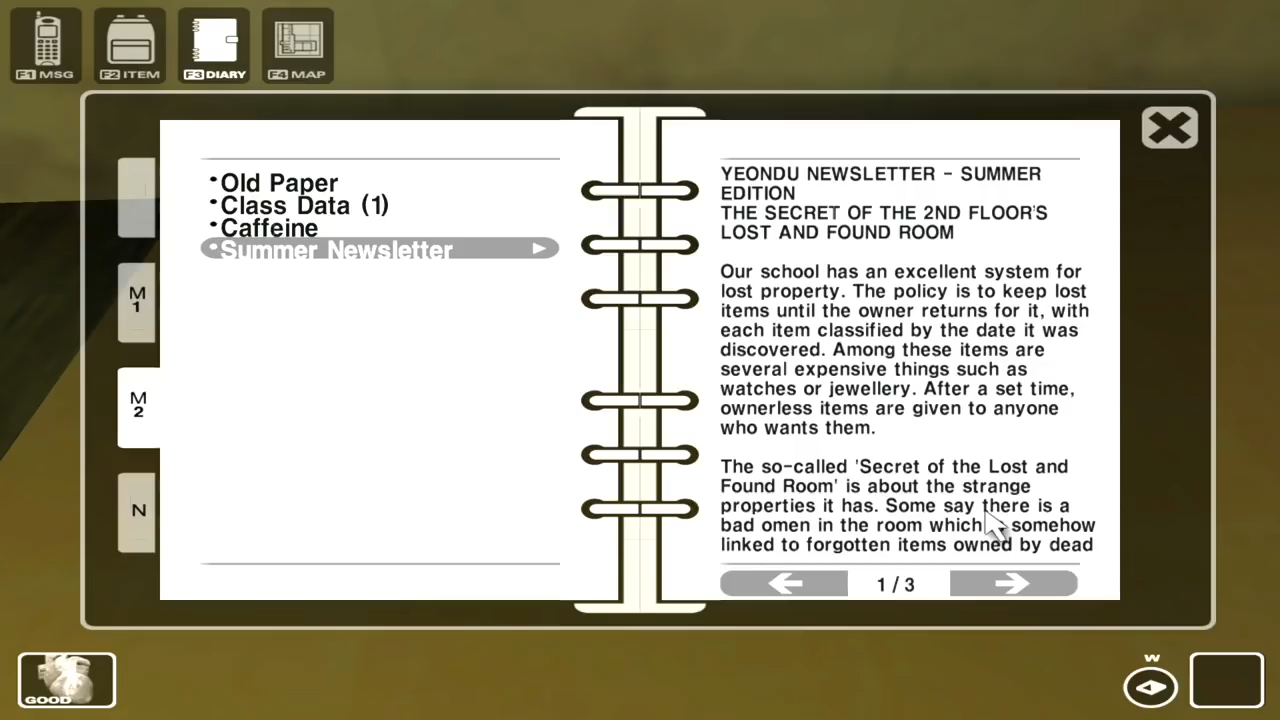 F1 MSG
F2 ITEM
F3 DIARY
F4 MAP
M
1
M
2
N
•Old Paper
•Class Data (1)
•Caffeine
•Summer Newsletter
YEONDU NEWSLETTER - SUMMER
EDITION
THE SECRET OF THE 2ND FLOOR'S
LOST AND FOUND ROOM
Our school has an excellent system for
lost property. The policy is to keep lost
items until the owner returns for it, with
each item classified by the date it was
discovered. Among these items are
several expensive things such as
watches or jewellery. After a set time,
ownerless items are given to anyone
who wants them.
The so-called 'Secret of the Lost and
Found Room' is about the strange
properties it has. Some say there is a
bad omen in the room which somehow
linked to forgotten items owned by dead
1 / 3
GOOD
W